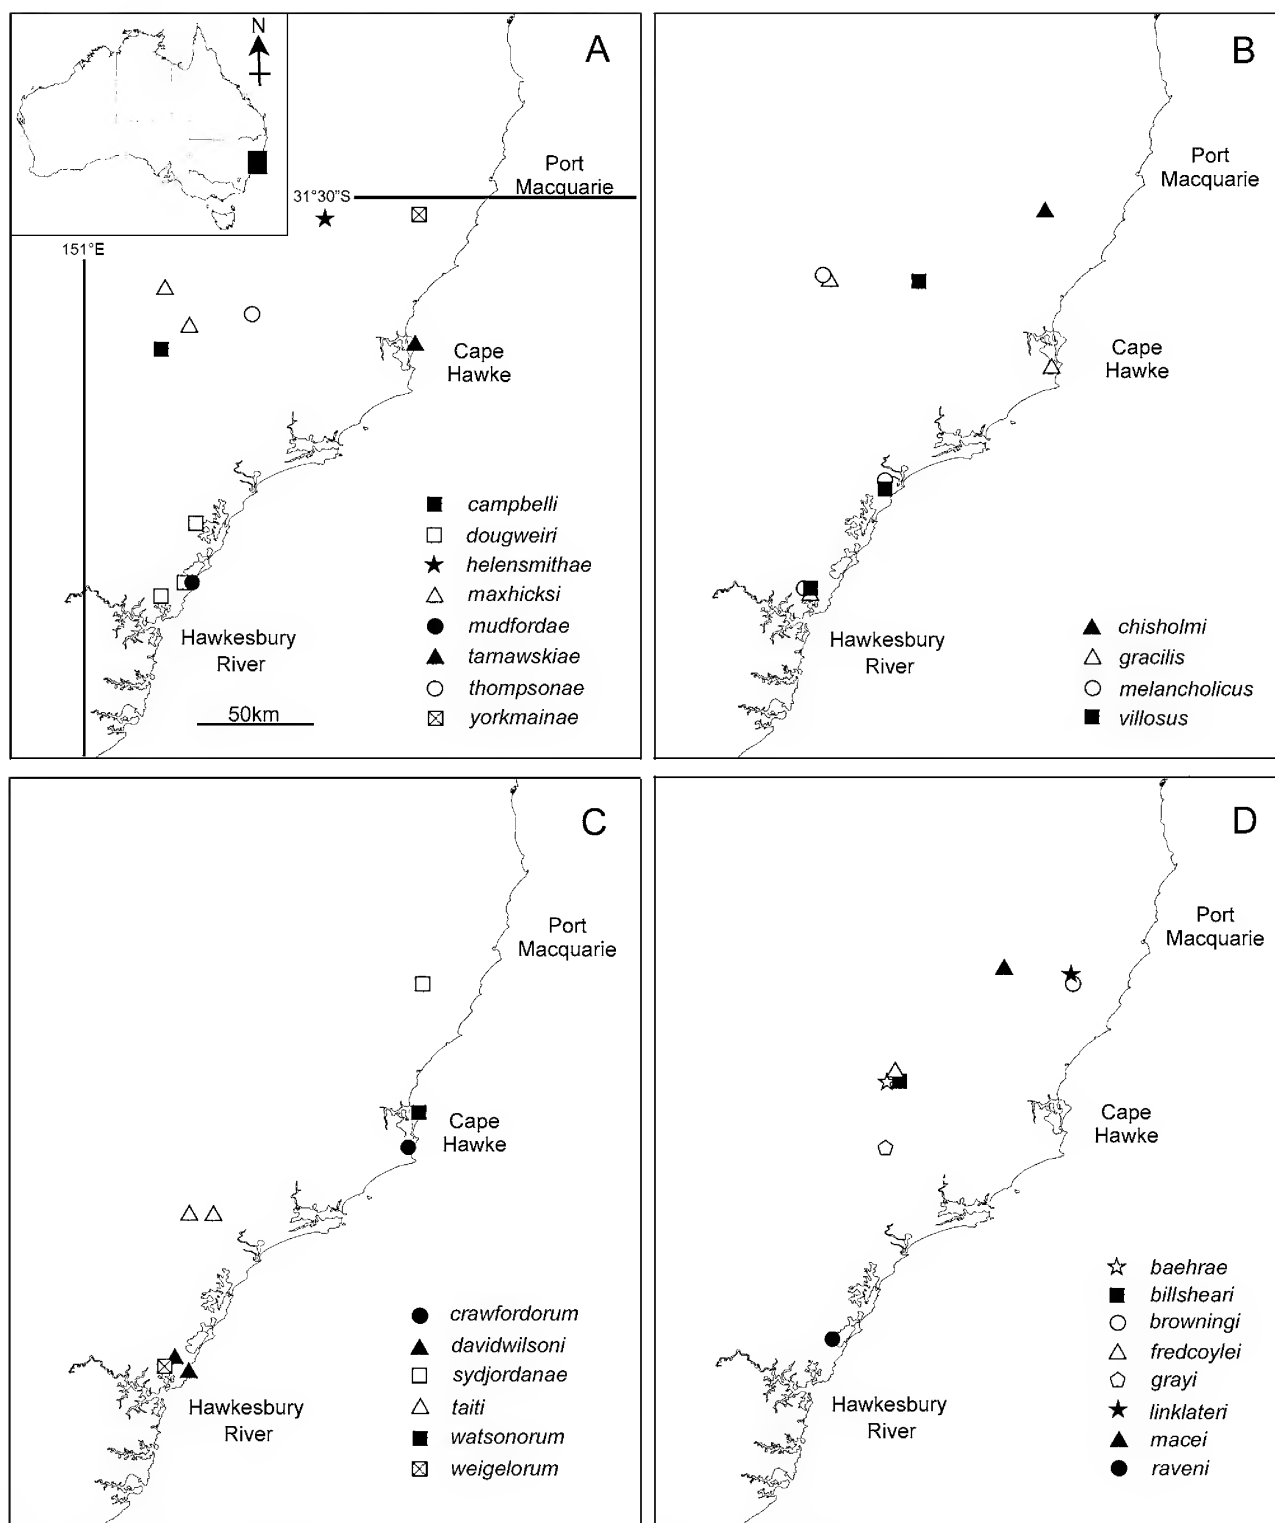 N
A
Port
Macquarie
31°30"S
151°E
Cape
Hawke
campbelli
dougweiri
helensmithae
maxhicksi
mudfordae
tarnawskiae
thompsonae
yorkmainae
Hawkesbury
River
50km
B
Port
Macquarie
Cape
Hawke
Hawkesbury
River
chisholmi
gracilis
melancholicus
villosus
C
Port
Macquarie
Cape
Hawke
crawfordorum
davidwilsoni
sydjordanae
taiti
watsonorum
weigelorum
Hawkesbury
River
D
Port
Macquarie
Cape
Hawke
baehrae
billsheari
browningi
fredcoylei
grayi
linklateri
macei
raveni
Hawkesbury
River